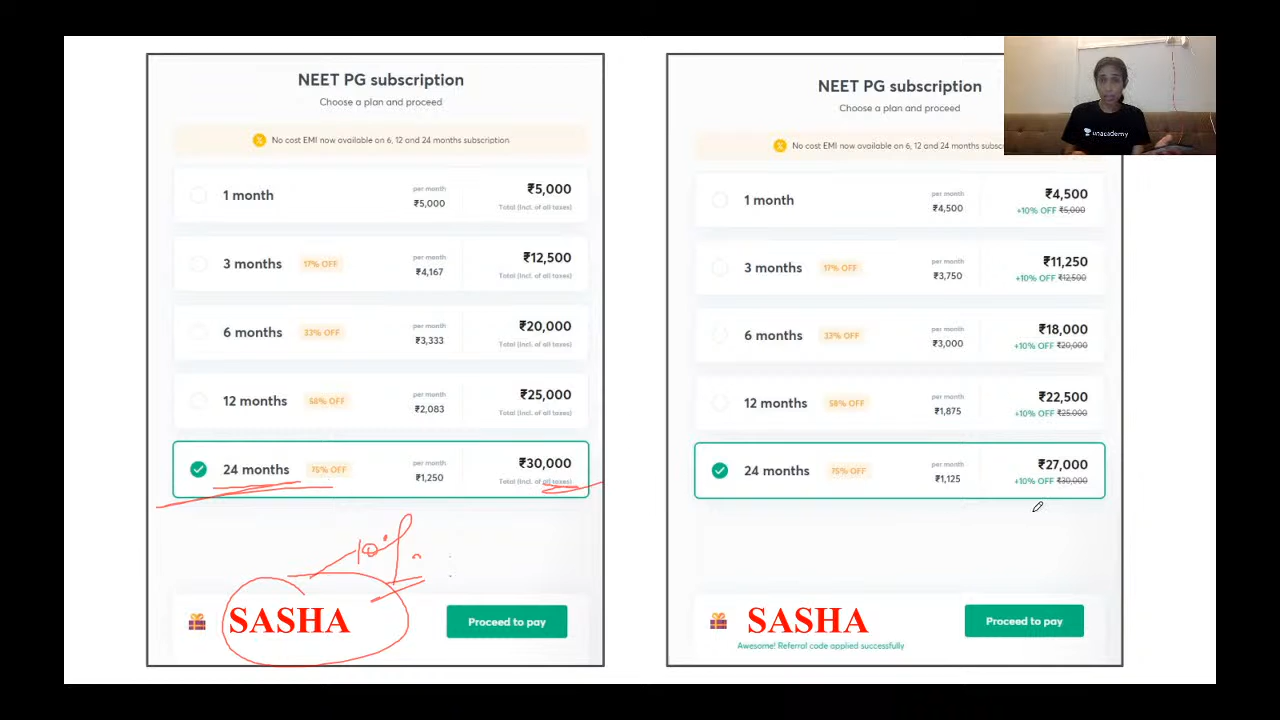 NEET PG subscription
Choose a plan and proceed
No cost EMI now available on 6, 12 and 24 months subscription
1 month per month ₹5,000 ₹5,000 Total (Incl. of all taxes)
3 months 17% OFF per month ₹4,167 ₹12,500 Total (Incl. of all taxes)
6 months 33% OFF per month ₹3,333 ₹20,000 Total (Incl. of all taxes)
12 months per month ₹2,083 ₹25,000 Total (Incl. of all taxes)
24 months 75% OFF per month ₹1,250 ₹30,000 Total (Incl. of all taxes)
10%
SASHA
Proceed to pay
NEET PG subscription
Choose a plan and proceed
No cost EMI now available on 6, 12 and 24 months
1 month per month ₹4,500 ₹4,500 +10% OFF ₹5,000
3 months 17% OFF per month ₹3,750 ₹11,250 +10% OFF ₹12,500
6 months 33% OFF per month ₹3,000 ₹18,000 +10% OFF ₹20,000
12 months 58% OFF per month ₹1,875 ₹22,500 +10% OFF ₹25,000
24 months 75% OFF per month ₹1,125 ₹27,000 +10% OFF ₹30,000
SASHA
Proceed to pay
Awesome! Referral code applied successfully
unacademy